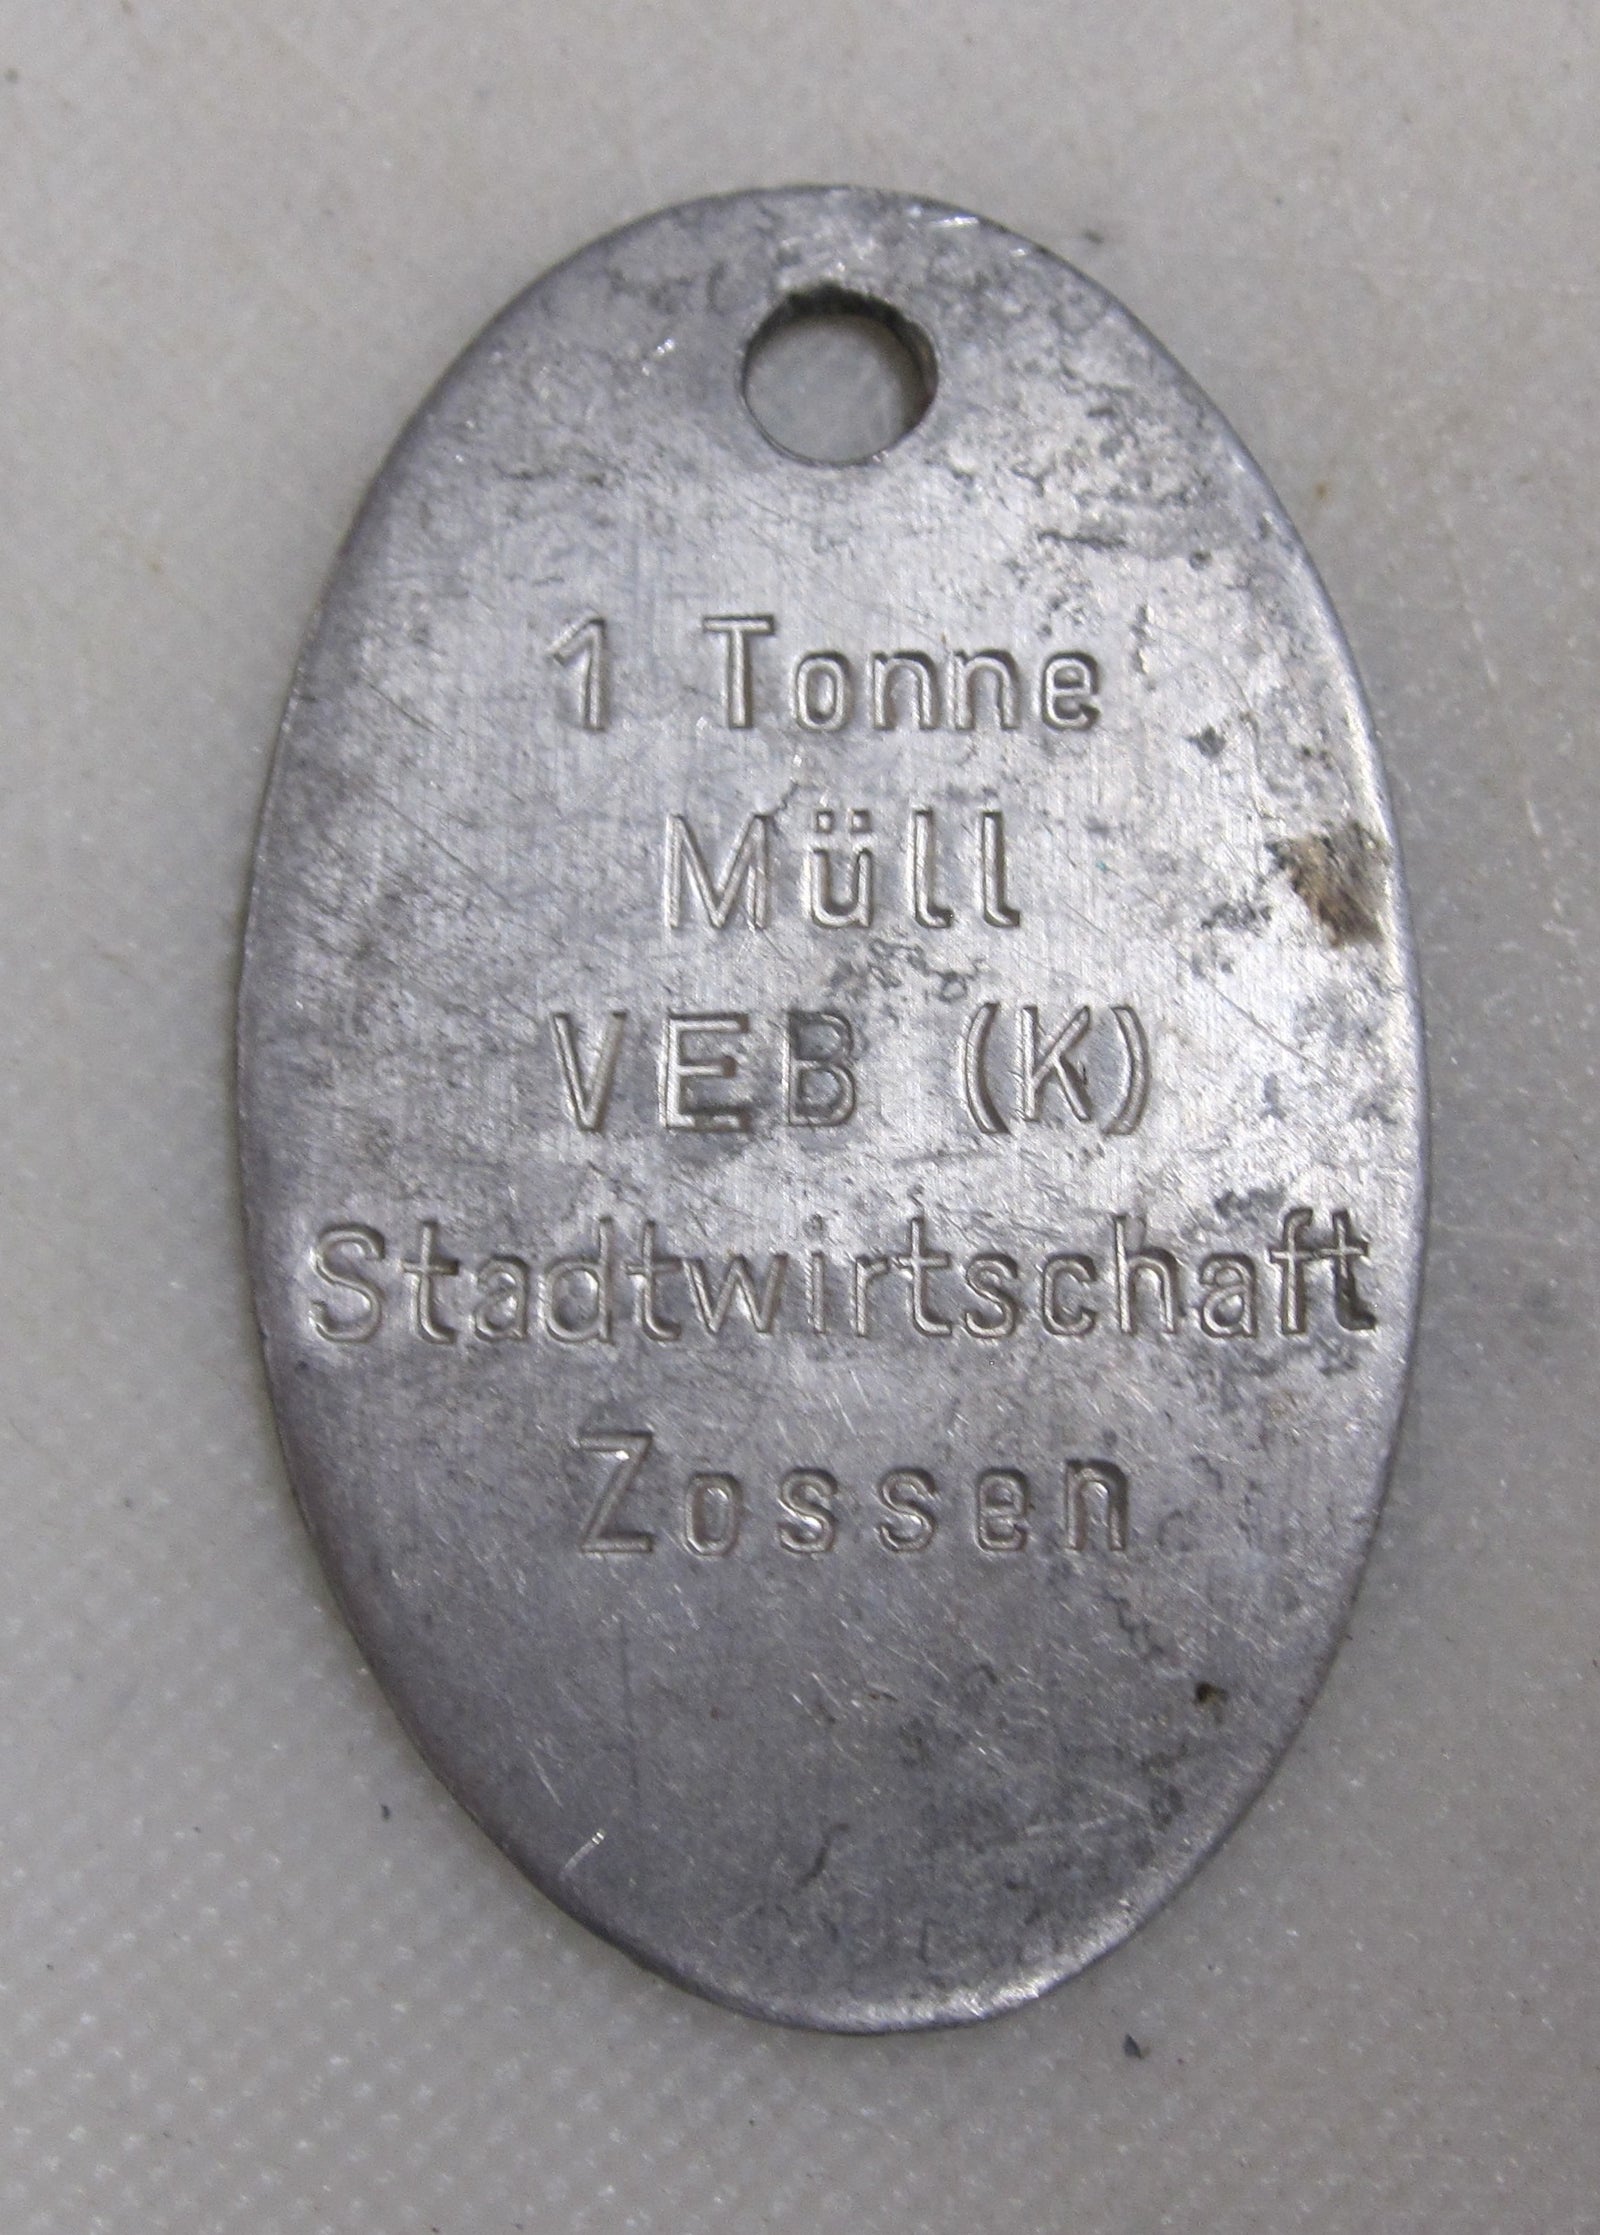 1 Tonne
Müll
VEB (K)
Stadtwirtschaft
Zossen